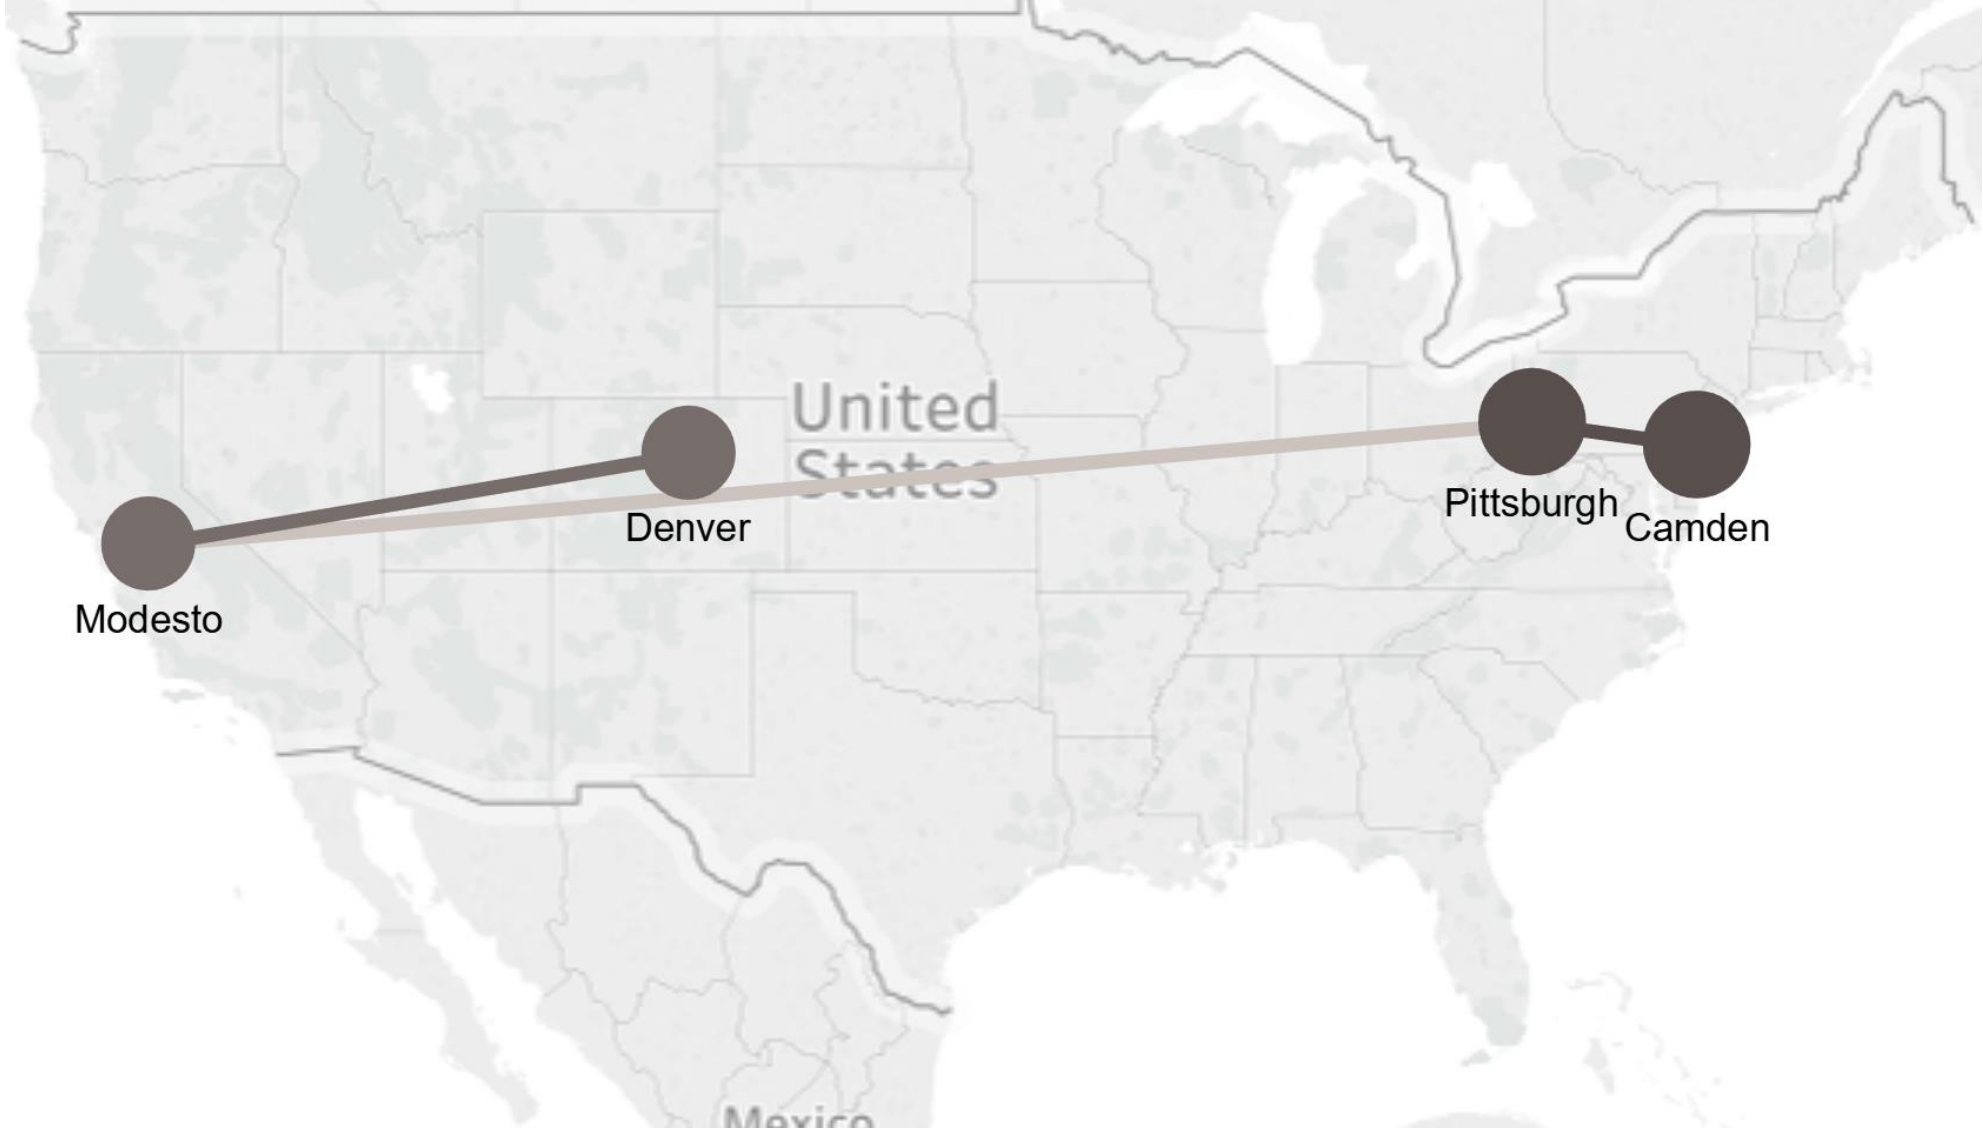 United
States
Denver
Pittsburgh
Camden
Modesto
Mexico